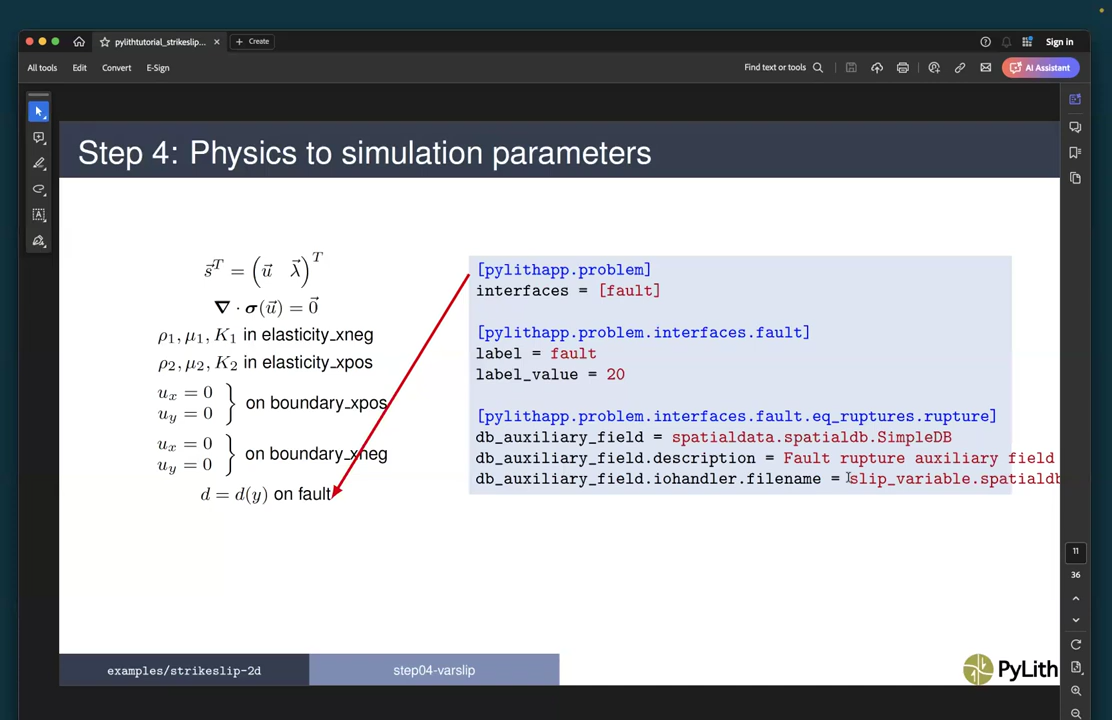 pylithtutorial_strikeslip...
+ Create
Sign in
All tools
Edit
Convert
E-Sign
Find text or tools
AI Assistant
Step 4: Physics to simulation parameters
s⃗ᵀ = (u⃗ λ⃗)ᵀ
∇ · σ(u⃗) = 0⃗
ρ₁, μ₁, K₁ in elasticity_xneg
ρ₂, μ₂, K₂ in elasticity_xpos
uₓ = 0
u_y = 0
on boundary_xpos
uₓ = 0
u_y = 0
on boundary_xneg
d = d(y) on fault
[pylithapp.problem]
interfaces = [fault]
[pylithapp.problem.interfaces.fault]
label = fault
label_value = 20
[pylithapp.problem.interfaces.fault.eq_ruptures.rupture]
db_auxiliary_field = spatialdata.spatialdb.SimpleDB
db_auxiliary_field.description = Fault rupture auxiliary field
db_auxiliary_field.iohandler.filename = slip_variable.spatialdb
11
36
examples/strikeslip-2d
step04-varslip
PyLith